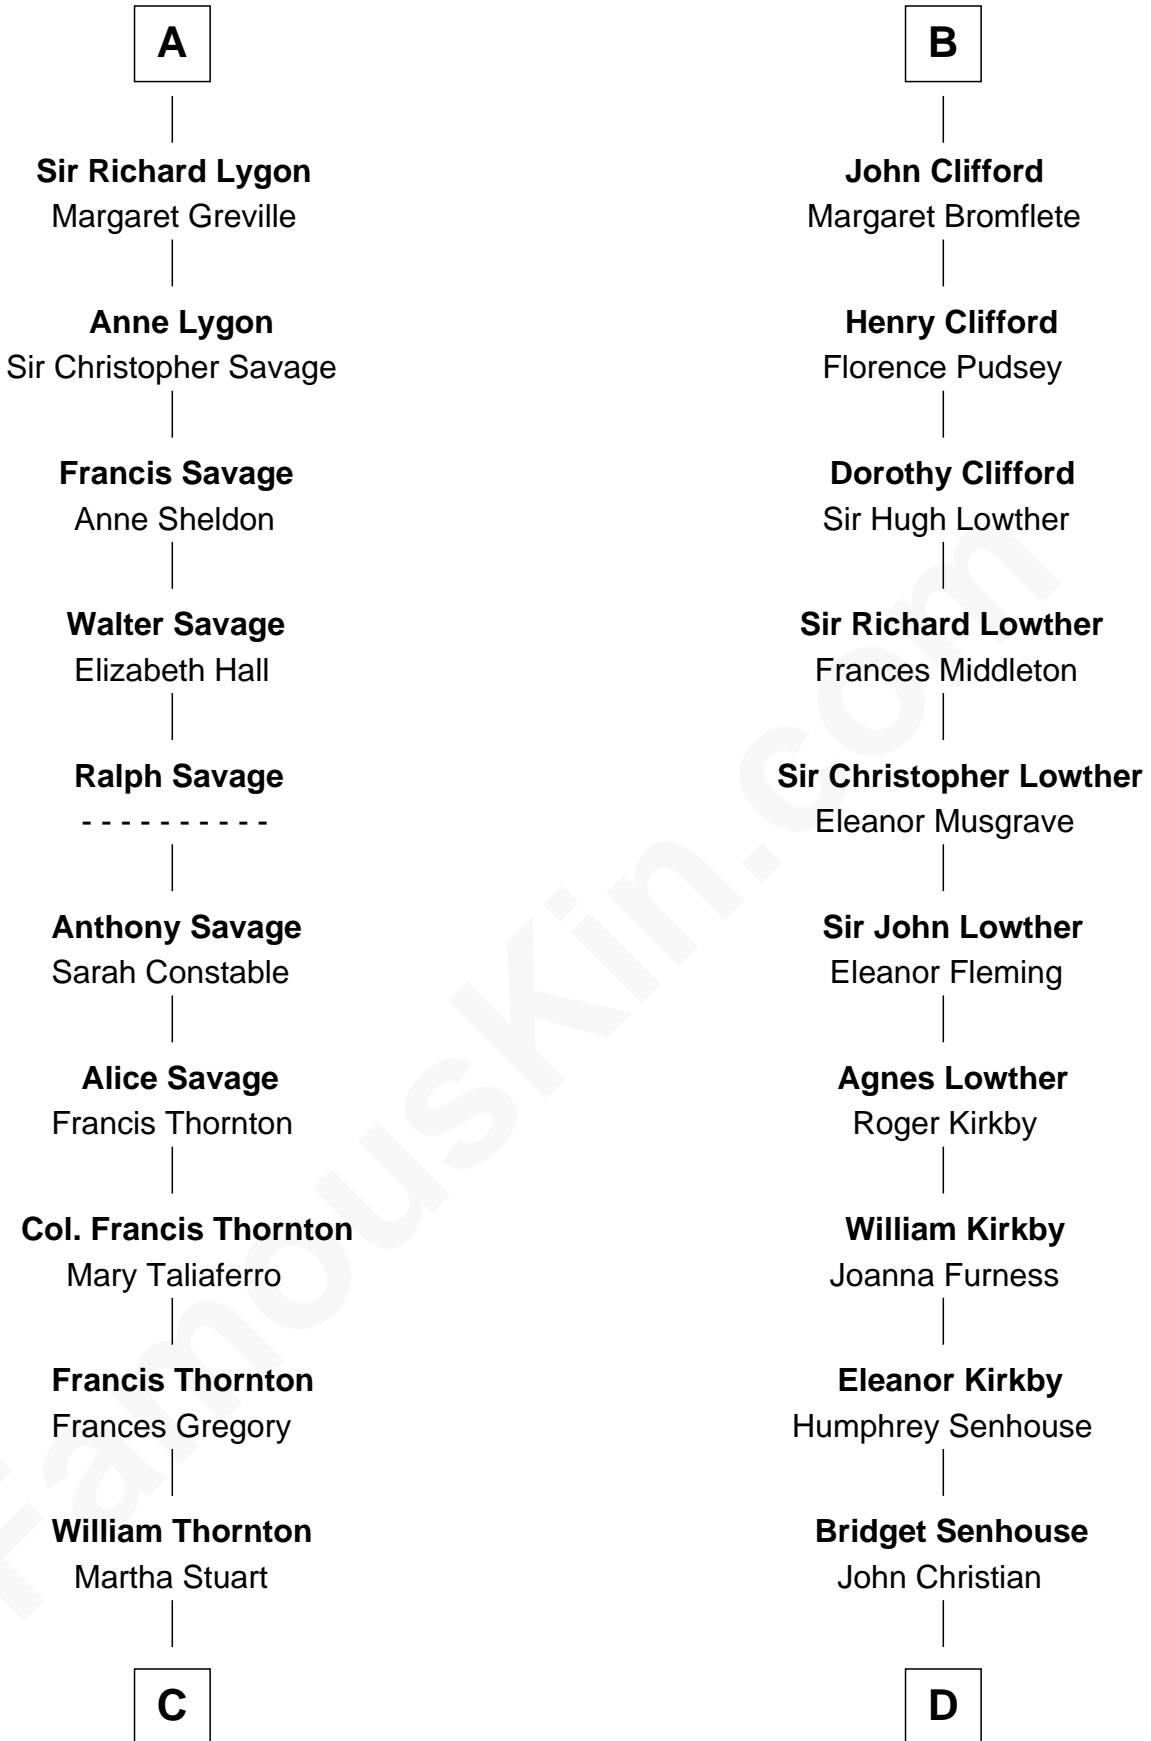 A
Sir Richard Lygon
Margaret Greville
Anne Lygon
Sir Christopher Savage
Francis Savage
Anne Sheldon
Walter Savage
Elizabeth Hall
Ralph Savage
- - - - - - - - - -
Anthony Savage
Sarah Constable
Alice Savage
Francis Thornton
Col. Francis Thornton
Mary Taliaferro
Francis Thornton
Frances Gregory
William Thornton
Martha Stuart
C
B
John Clifford
Margaret Bromflete
Henry Clifford
Florence Pudsey
Dorothy Clifford
Sir Hugh Lowther
Sir Richard Lowther
Frances Middleton
Sir Christopher Lowther
Eleanor Musgrave
Sir John Lowther
Eleanor Fleming
Agnes Lowther
Roger Kirkby
William Kirkby
Joanna Furness
Eleanor Kirkby
Humphrey Senhouse
Bridget Senhouse
John Christian
D
FamousKin.com